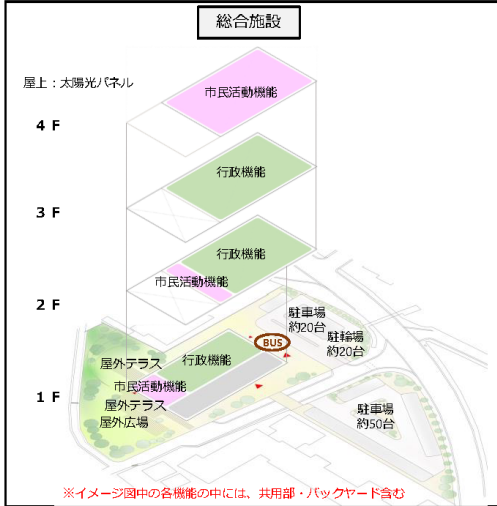 総合施設
屋上：太陽光パネル
市民活動機能
4 F
行政機能
3 F
行政機能
市民活動機能
2 F
駐車場
約20台
BUS
駐輪場
約20台
屋外テラス
行政機能
市民活動機能
1 F
屋外テラス
屋外広場
駐車場
約50台
※イメージ図中の各機能の中には、共用部・バックヤード含む